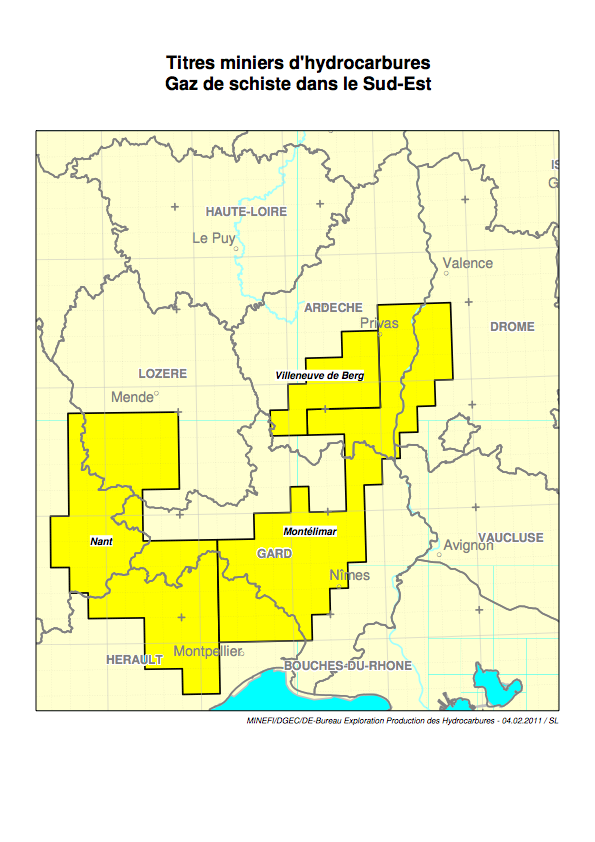 Titres miniers d'hydrocarbures
Gaz de schiste dans le Sud-Est
IS
G
HAUTE-LOIRE
Le Puy
Valence
ARDECHE
Privas
DROME
LOZERE
Villeneuve de Berg
Mende
Nant
Montélimar
GARD
VAUCLUSE
Avignon
Nîmes
Montpellier
HERAULT
BOUCHES-DU-RHONE
MINEFI/DGEC/DE-Bureau Exploration Production des Hydrocarbures - 04.02.2011 / SL